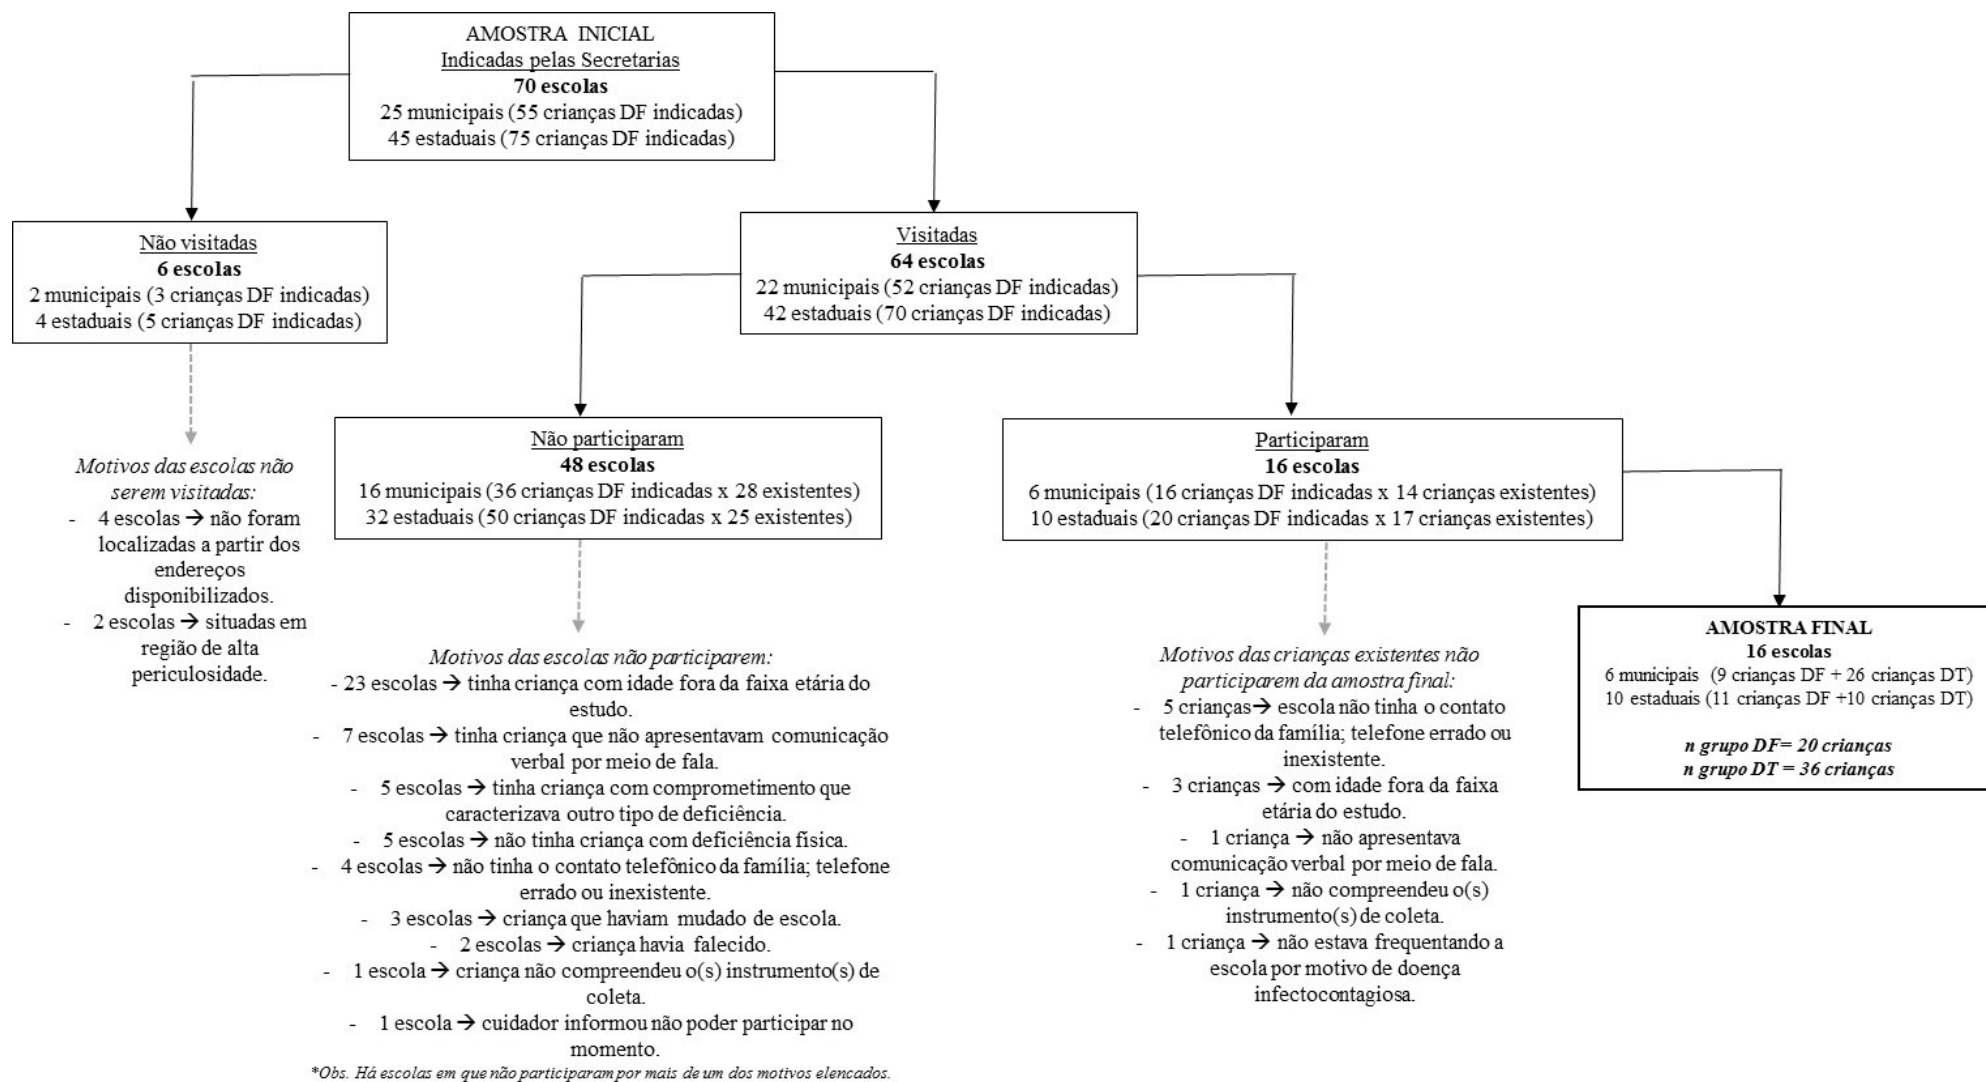 AMOSTRA INICIAL
Indicadas pelas Secretarias
70 escolas
25 municipais (55 crianças DF indicadas)
45 estaduais (75 crianças DF indicadas)
Não visitadas
6 escolas
2 municipais (3 crianças DF indicadas)
4 estaduais (5 crianças DF indicadas)
Visitadas
64 escolas
22 municipais (52 crianças DF indicadas)
42 estaduais (70 crianças DF indicadas)
Motivos das escolas não
serem visitadas:
- 4 escolas → não foram
localizadas a partir dos
endereços
disponibilizados.
- 2 escolas → situadas em
região de alta
periculosidade.
Não participaram
48 escolas
16 municipais (36 crianças DF indicadas x 28 existentes)
32 estaduais (50 crianças DF indicadas x 25 existentes)
Participaram
16 escolas
6 municipais (16 crianças DF indicadas x 14 crianças existentes)
10 estaduais (20 crianças DF indicadas x 17 crianças existentes)
Motivos das escolas não participarem:
- 23 escolas → tinha criança com idade fora da faixa etária do
estudo.
- 7 escolas → tinha criança que não apresentavam comunicação
verbal por meio de fala.
- 5 escolas → tinha criança com comprometimento que
caracterizava outro tipo de deficiência.
- 5 escolas → não tinha criança com deficiência física.
- 4 escolas → não tinha o contato telefônico da família; telefone
errado ou inexistente.
- 3 escolas → criança que haviam mudado de escola.
- 2 escolas → criança havia falecido.
- 1 escola → criança não compreendeu o(s) instrumento(s) de
coleta.
- 1 escola → cuidador informou não poder participar no
momento.
*Obs. Há escolas em que não participaram por mais de um dos motivos elencados.
Motivos das crianças existentes não
participarem da amostra final:
- 5 crianças → escola não tinha o contato
telefônico da família; telefone errado ou
inexistente.
- 3 crianças → com idade fora da faixa
etária do estudo.
- 1 criança → não apresentava
comunicação verbal por meio de fala.
- 1 criança → não compreendeu o(s)
instrumento(s) de coleta.
- 1 criança → não estava frequentando a
escola por motivo de doença
infectocontagiosa.
AMOSTRA FINAL
16 escolas
6 municipais (9 crianças DF + 26 crianças DT)
10 estaduais (11 crianças DF +10 crianças DT)
n grupo DF= 20 crianças
n grupo DT = 36 crianças